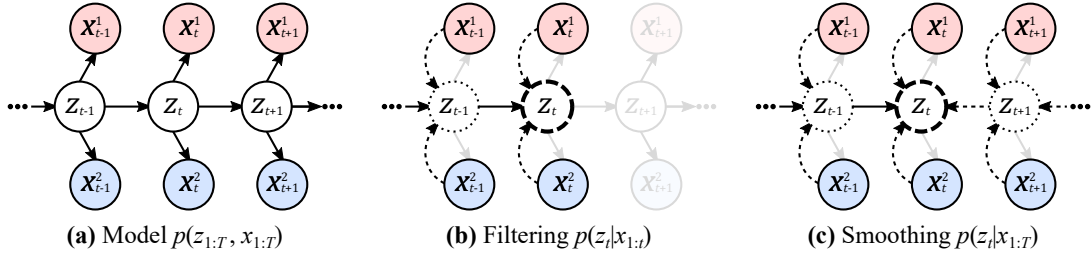 x¹ₜ₋₁ x¹ₜ x¹ₜ₊₁ x¹ₜ₋₁ x¹ₜ x¹ₜ₊₁ x¹ₜ₋₁ x¹ₜ x¹ₜ₊₁
••• zₜ₋₁ zₜ zₜ₊₁ ••• ••• zₜ₋₁ zₜ zₜ₊₁ ••• ••• zₜ₋₁ zₜ zₜ₊₁ •••
x²ₜ₋₁ x²ₜ x²ₜ₊₁ x²ₜ₋₁ x²ₜ x²ₜ₊₁ x²ₜ₋₁ x²ₜ x²ₜ₊₁
(a) Model p(z₁:T, x₁:T) (b) Filtering p(zₜ|x₁:ₜ) (c) Smoothing p(zₜ|x₁:T)